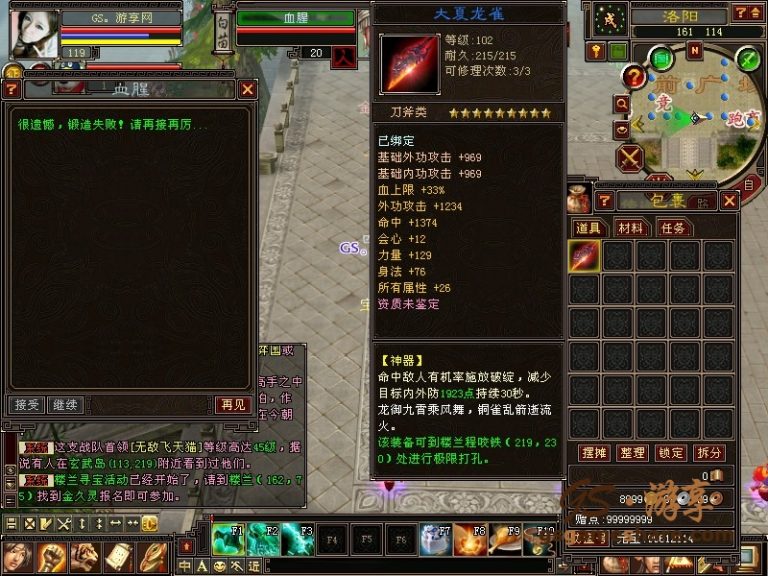 GS。游享网
119
血腥
20
白苗
洛阳
161 114
血腥
很遗憾，锻造失败！请再接再厉...
接受
继续
再见
大夏龙雀
等级:102
耐久:215/215
可修理次数:3/3
刀斧类
已绑定
基础外功攻击 +969
基础内功攻击 +969
血上限 +33%
外功攻击 +1234
命中 +1374
会心 +12
力量 +129
身法 +76
所有属性 +26
资质未鉴定
【神器】
命中敌人有机率施放破绽，减少
目标内外防1923点持续30秒。
龙御九霄乘风舞，铜雀乱箭逝流
火。
该装备可到楼兰程咬铁（219,23
0）处进行极限打孔。
包裹
道具
材料
任务
摆摊
整理
锁定
拆分
0
赠点:99999999
这支战队首领[无敌飞天猫]等级高达45级，据
说有人在玄武岛(113,219)附近看到过他们。
楼兰寻宝活动已经开始了，请到楼兰（162,7
5）找到金久灵报名即可参加。
F1
F2
F3
F4
F5
F6
F7
F8
F9
F10
中
A
近